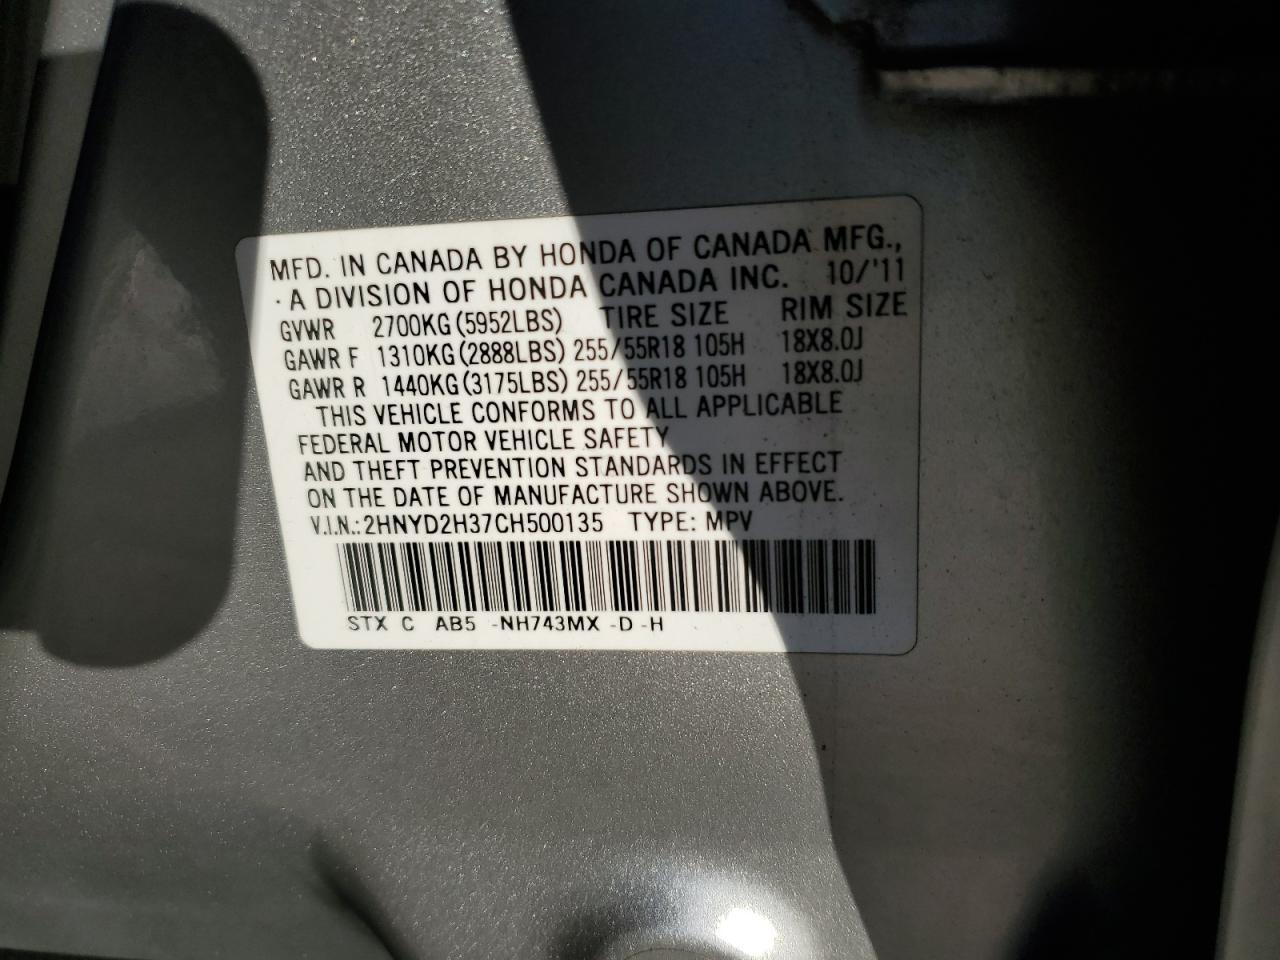 MFD. IN CANADA BY HONDA OF CANADA MFG.,
· A DIVISION OF HONDA CANADA INC. 10/'11
GVWR 2700KG(5952LBS) TIRE SIZE RIM SIZE
GAWR F 1310KG(2888LBS) 255/55R18 105H 18X8.0J
GAWR R 1440KG(3175LBS) 255/55R18 105H 18X8.0J
THIS VEHICLE CONFORMS TO ALL APPLICABLE
FEDERAL MOTOR VEHICLE SAFETY
AND THEFT PREVENTION STANDARDS IN EFFECT
ON THE DATE OF MANUFACTURE SHOWN ABOVE.
V.I.N.:2HNYD2H37CH500135 TYPE: MPV
STX C AB5 -NH743MX -D -H